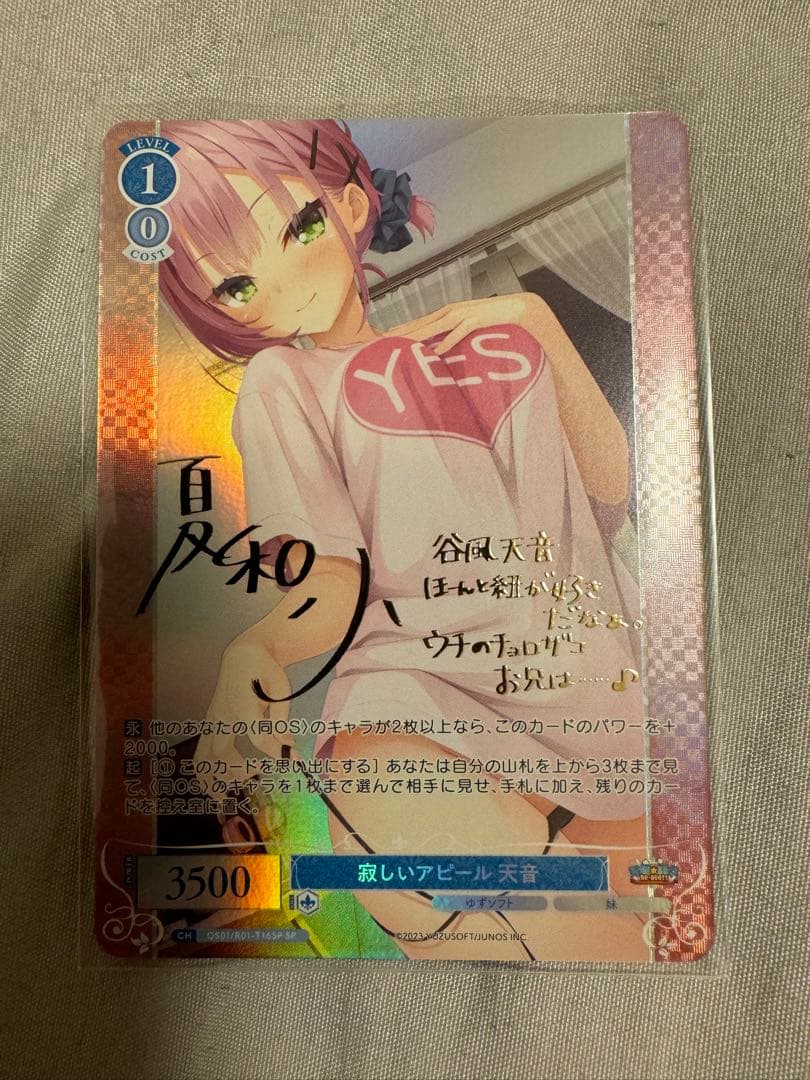 LEVEL
1
0
COST
YES
夏和小
谷風天音
ほーんと紐が好き
だなぁ。
ウチのチョロザコ
お兄は……♪
永 他のあなたの〈同OS〉のキャラが2枚以上なら、このカードのパワーを+
2000。
起 [① このカードを思い出にする] あなたは自分の山札を上から3枚まで見
て、〈同OS〉のキャラを1枚まで選んで相手に見せ、手札に加え、残りのカー
ドを控え室に置く。
POWER
3500
寂しいアピール 天音
ゆずソフト
妹
CH
OS01/R01-T16SP SP
©2023 YUZUSOFT/JUNOS INC.